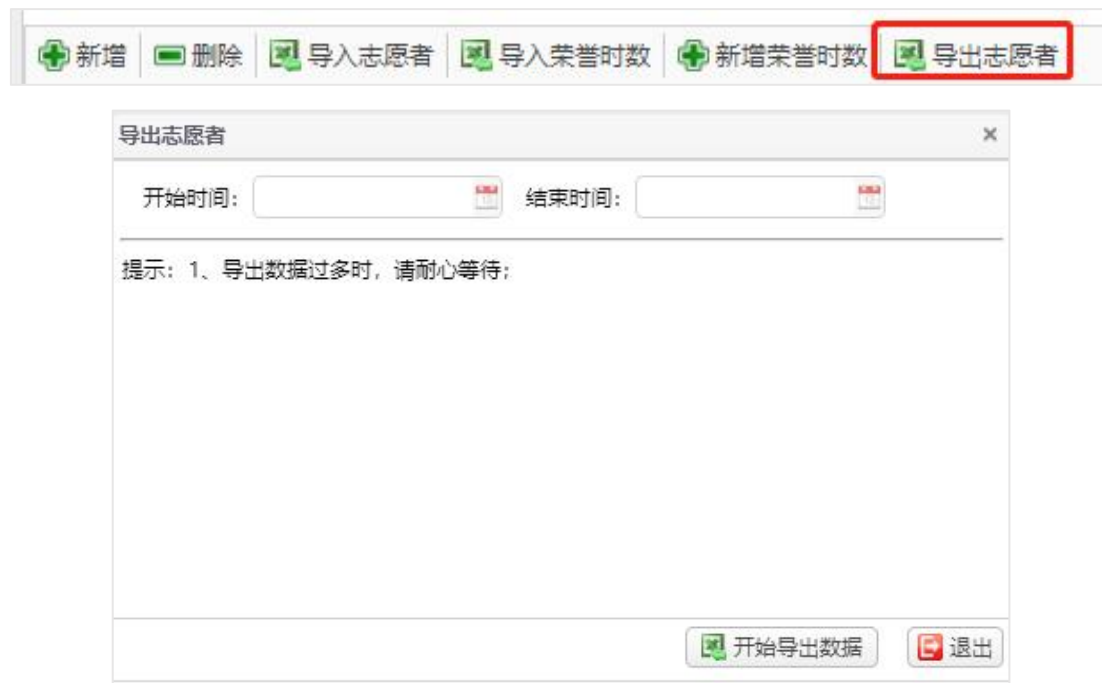 新增 删除 导入志愿者 导入荣誉时数 新增荣誉时数 导出志愿者
导出志愿者 ×
开始时间: 结束时间:
提示: 1、导出数据过多时, 请耐心等待;
开始导出数据 退出